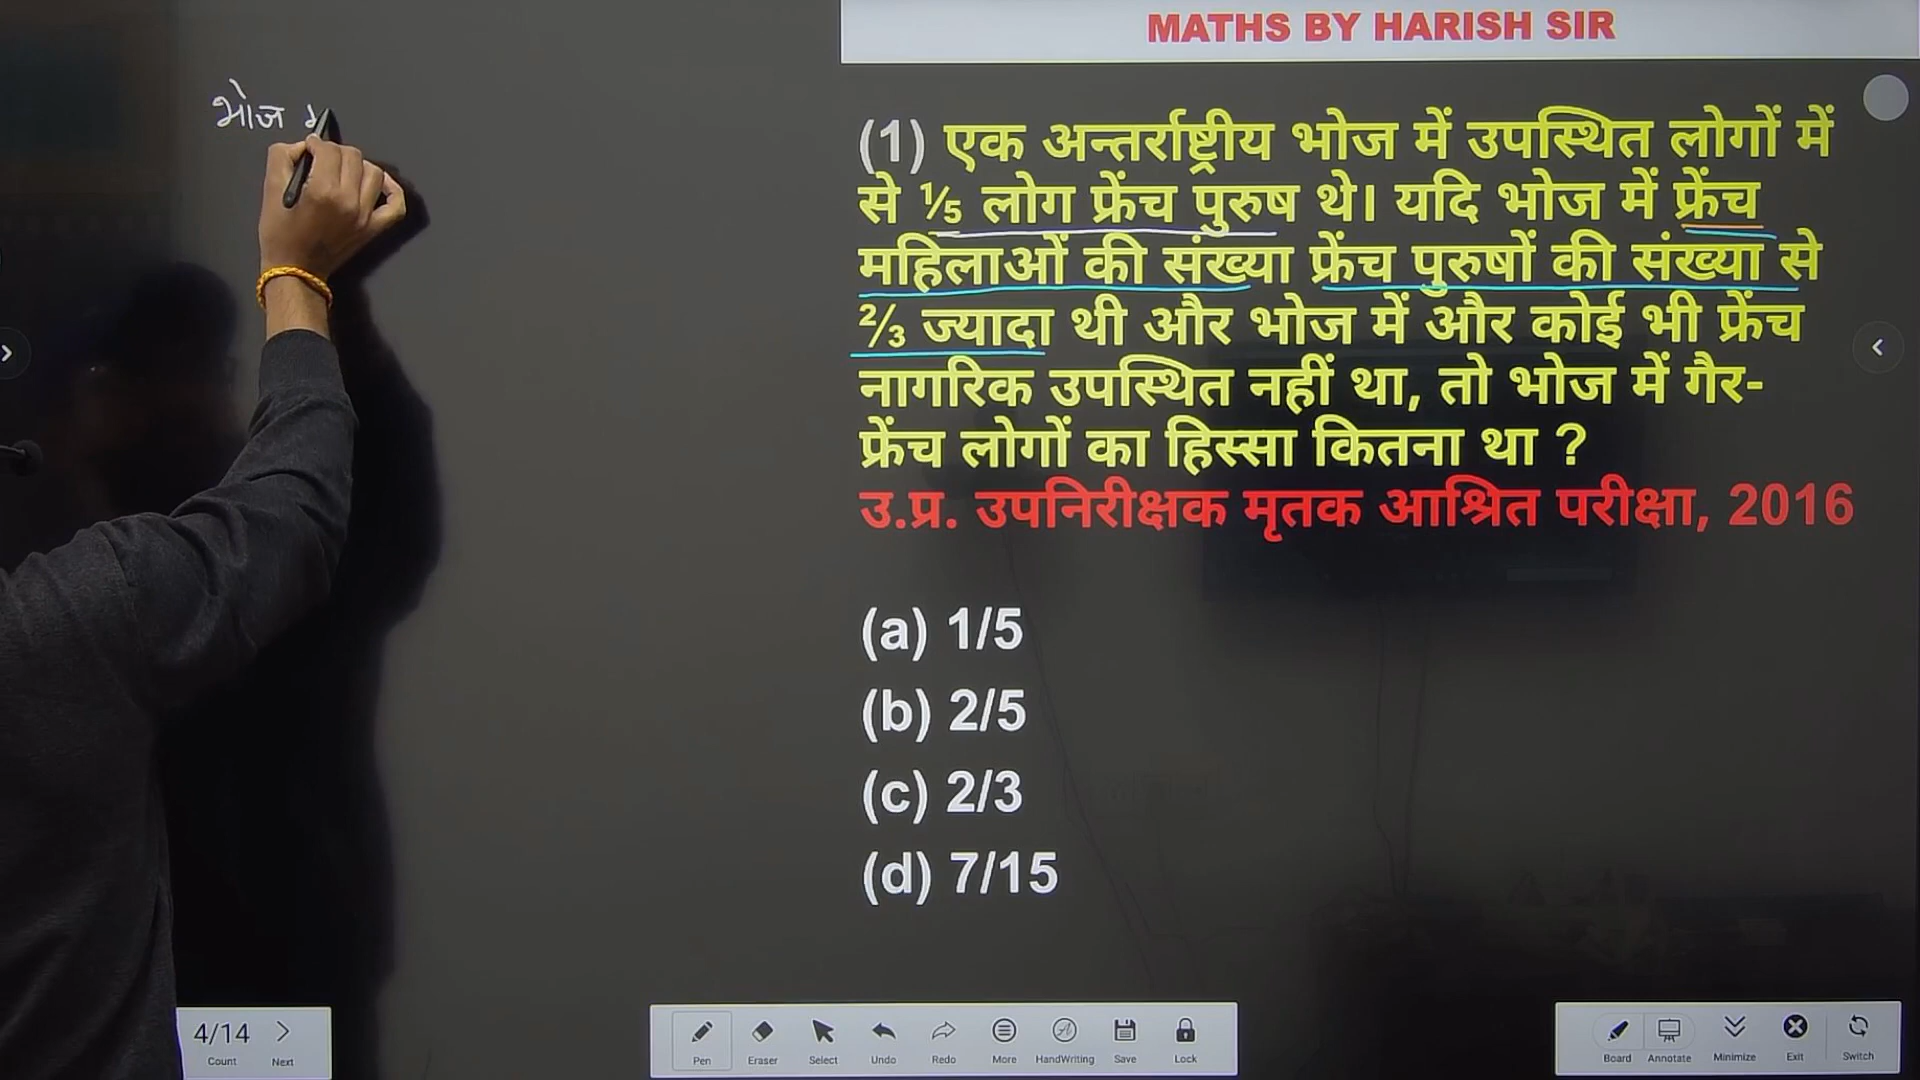 MATHS BY HARISH SIR
भोज
(1) एक अन्तर्राष्ट्रीय भोज में उपस्थित लोगों में
से ⅕ लोग फ्रेंच पुरुष थे। यदि भोज में फ्रेंच
महिलाओं की संख्या फ्रेंच पुरुषों की संख्या से
⅔ ज्यादा थी और भोज में और कोई भी फ्रेंच
नागरिक उपस्थित नहीं था, तो भोज में गैर-
फ्रेंच लोगों का हिस्सा कितना था ?
उ.प्र. उपनिरीक्षक मृतक आश्रित परीक्षा, 2016
(a) 1/5
(b) 2/5
(c) 2/3
(d) 7/15
4/14
Count Next
Pen Eraser Select Undo Redo More HandWriting Save Lock
Board Annotate Minimize Exit Switch